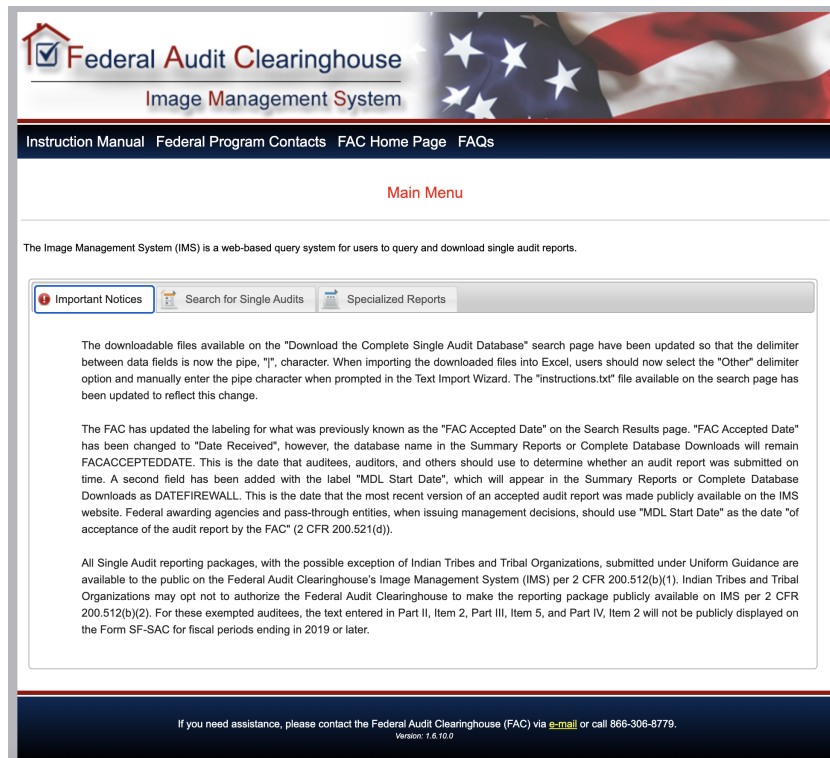 Federal Audit Clearinghouse
Image Management System
Instruction Manual Federal Program Contacts FAC Home Page FAQs
Main Menu
The Image Management System (IMS) is a web-based query system for users to query and download single audit reports.
Important Notices Search for Single Audits Specialized Reports
The downloadable files available on the "Download the Complete Single Audit Database" search page have been updated so that the delimiter
between data fields is now the pipe, "|", character. When importing the downloaded files into Excel, users should now select the "Other" delimiter
option and manually enter the pipe character when prompted in the Text Import Wizard. The "instructions.txt" file available on the search page has
been updated to reflect this change.
The FAC has updated the labeling for what was previously known as the "FAC Accepted Date" on the Search Results page. "FAC Accepted Date"
has been changed to "Date Received", however, the database name in the Summary Reports or Complete Database Downloads will remain
FACACCEPTEDDATE. This is the date that auditees, auditors, and others should use to determine whether an audit report was submitted on
time. A second field has been added with the label "MDL Start Date", which will appear in the Summary Reports or Complete Database
Downloads as DATEFIREWALL. This is the date that the most recent version of an accepted audit report was made publicly available on the IMS
website. Federal awarding agencies and pass-through entities, when issuing management decisions, should use "MDL Start Date" as the date "of
acceptance of the audit report by the FAC" (2 CFR 200.521(d)).
All Single Audit reporting packages, with the possible exception of Indian Tribes and Tribal Organizations, submitted under Uniform Guidance are
available to the public on the Federal Audit Clearinghouse's Image Management System (IMS) per 2 CFR 200.512(b)(1). Indian Tribes and Tribal
Organizations may opt not to authorize the Federal Audit Clearinghouse to make the reporting package publicly available on IMS per 2 CFR
200.512(b)(2). For these exempted auditees, the text entered in Part II, Item 2, Part III, Item 5, and Part IV, Item 2 will not be publicly displayed on
the Form SF-SAC for fiscal periods ending in 2019 or later.
If you need assistance, please contact the Federal Audit Clearinghouse (FAC) via e-mail or call 866-306-8779.
Version: 1.6.10.0